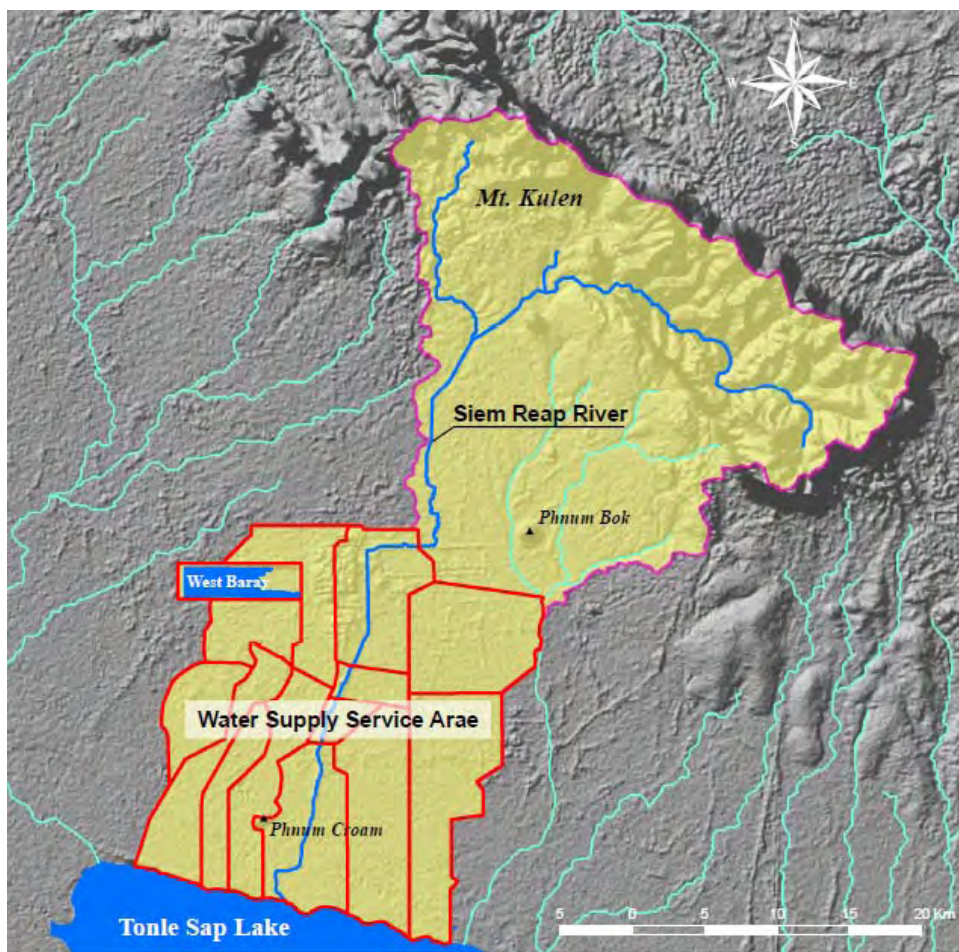 N
W E
S
Mt. Kulen
Siem Reap River
Phnum Bok
West Baray
Water Supply Service Arae
Phnum Croam
Tonle Sap Lake
5 0 5 10 15 20 Km